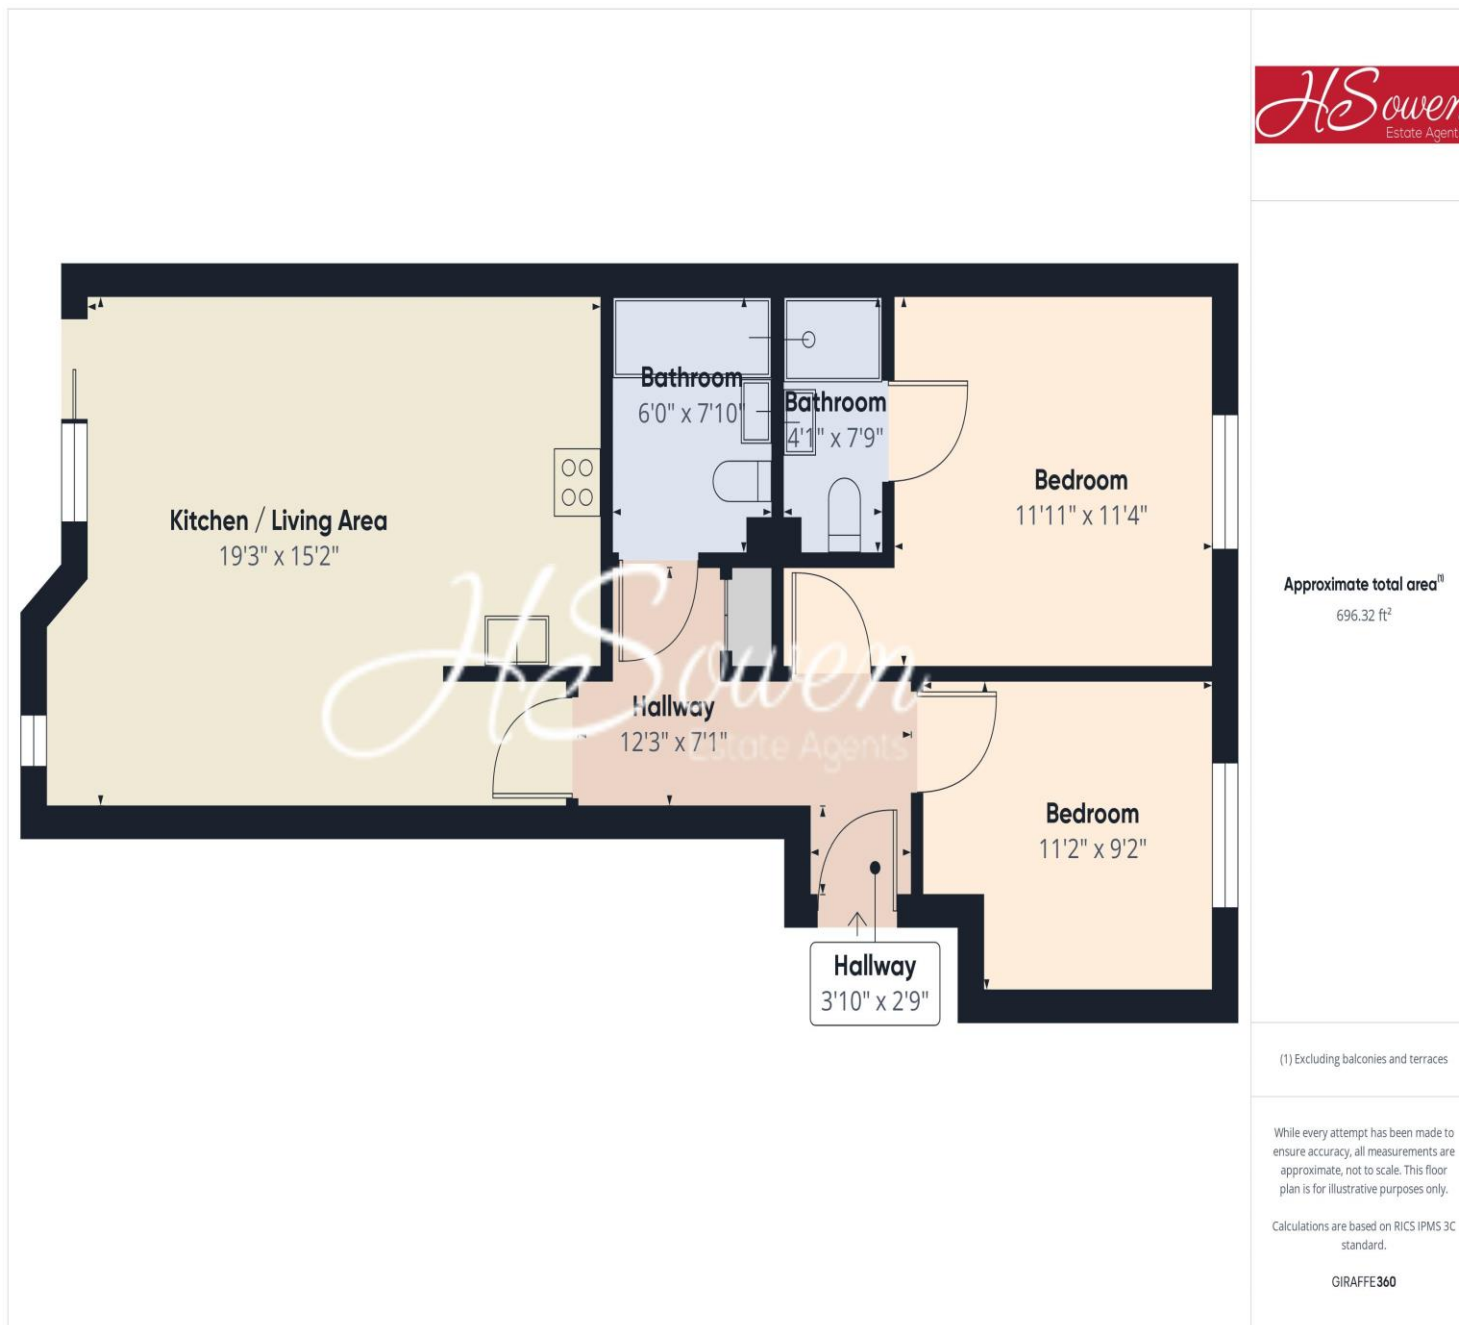 HSowen
Estate Agent
Kitchen / Living Area
19'3" x 15'2"
Bathroom
6'0" x 7'10"
Bathroom
4'1" x 7'9"
Bedroom
11'11" x 11'4"
Hallway
12'3" x 7'1"
HSowen
Estate Agents
Bedroom
11'2" x 9'2"
Hallway
3'10" x 2'9"
Approximate total area(1)
696.32 ft²
(1) Excluding balconies and terraces
While every attempt has been made to
ensure accuracy, all measurements are
approximate, not to scale. This floor
plan is for illustrative purposes only.
Calculations are based on RICS IPMS 3C
standard.
GIRAFFE360